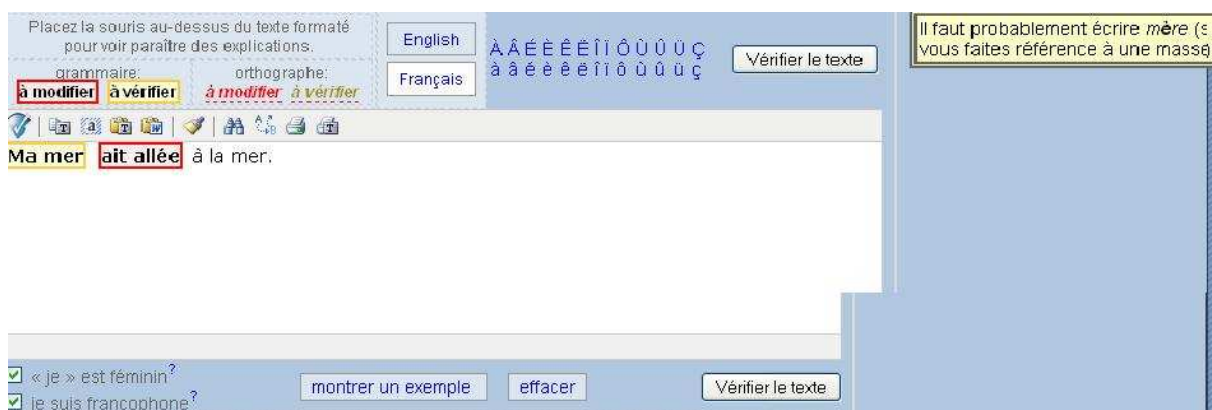 Placez la souris au-dessus du texte formaté
pour voir paraître des explications.
grammaire:
à modifier à vérifier
orthographe:
à modifier à vérifier
English
Français
À Â É È Ê Ë Î Ï Ô Ù Û Ü Ç
à â é è ê ë î ï ô ù û ü ç
Vérifier le texte
Il faut probablement écrire mère (s
vous faites référence à une masse
Ma mer ait allée à la mer.
« je » est féminin?
je suis francophone?
montrer un exemple
effacer
Vérifier le texte